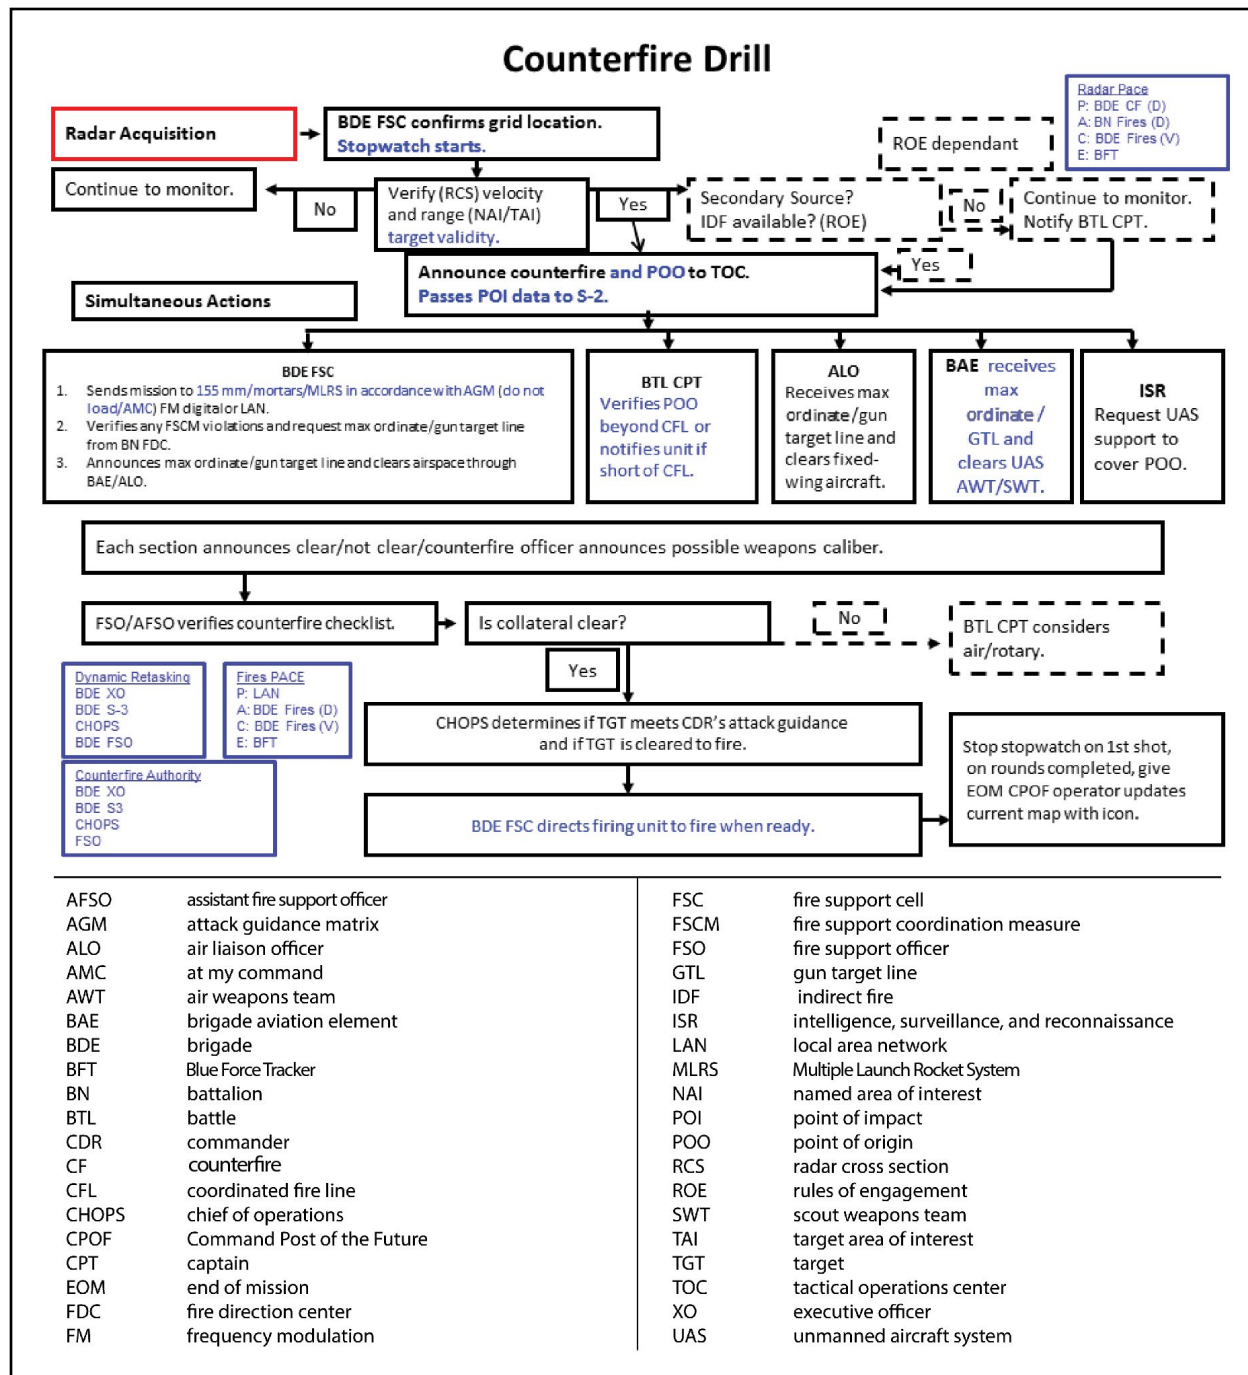 Counterfire Drill
Radar Pace
P: BDE CF (D)
A: BN Fires (D)
C: BDE Fires (V)
E: BFT
Radar Acquisition
BDE FSC confirms grid location.
Stopwatch starts.
ROE dependant
Continue to monitor.
No
Verify (RCS) velocity
and range (NAI/TAI)
target validity.
Yes
Secondary Source?
IDF available? (ROE)
No
Continue to monitor.
Notify BTL CPT.
Yes
Announce counterfire and POO to TOC.
Passes POI data to S-2.
Simultaneous Actions
BDE FSC
1. Sends mission to 155 mm/mortars/MLRS in accordance with AGM (do not
load/AMC) FM digital or LAN.
2. Verifies any FSCM violations and request max ordinate/gun target line
from BN FDC.
3. Announces max ordinate/gun target line and clears airspace through
BAE/ALO.
BTL CPT
Verifies POO
beyond CFL or
notifies unit if
short of CFL.
ALO
Receives max
ordinate/gun
target line and
clears fixed-
wing aircraft.
BAE receives
max
ordinate/
GTL and
clears UAS
AWT/SWT.
ISR
Request UAS
support to
cover POO.
Each section announces clear/not clear/counterfire officer announces possible weapons caliber.
FSO/AFSO verifies counterfire checklist.
Is collateral clear?
No
BTL CPT considers
air/rotary.
Yes
Dynamic Retasking
BDE XO
BDE S-3
CHOPS
BDE FSO
Fires PACE
P: LAN
A: BDE Fires (D)
C: BDE Fires (V)
E: BFT
Counterfire Authority
BDE XO
BDE S3
CHOPS
FSO
CHOPS determines if TGT meets CDR's attack guidance
and if TGT is cleared to fire.
BDE FSC directs firing unit to fire when ready.
Stop stopwatch on 1st shot,
on rounds completed, give
EOM CPOF operator updates
current map with icon.
AFSO assistant fire support officer
AGM attack guidance matrix
ALO air liaison officer
AMC at my command
AWT air weapons team
BAE brigade aviation element
BDE brigade
BFT Blue Force Tracker
BN battalion
BTL battle
CDR commander
CF counterfire
CFL coordinated fire line
CHOPS chief of operations
CPOF Command Post of the Future
CPT captain
EOM end of mission
FDC fire direction center
FM frequency modulation
FSC fire support cell
FSCM fire support coordination measure
FSO fire support officer
GTL gun target line
IDF indirect fire
ISR intelligence, surveillance, and reconnaissance
LAN local area network
MLRS Multiple Launch Rocket System
NAI named area of interest
POI point of impact
POO point of origin
RCS radar cross section
ROE rules of engagement
SWT scout weapons team
TAI target area of interest
TGT target
TOC tactical operations center
XO executive officer
UAS unmanned aircraft system